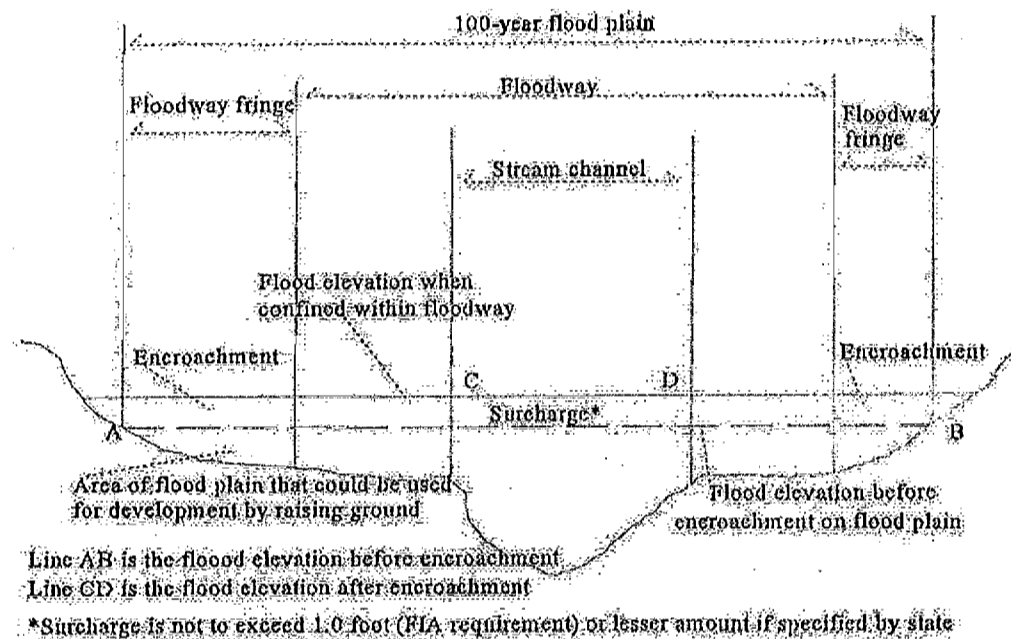 100-year flood plain
Floodway
Floodway fringe
Floodway
fringe
Stream channel
Flood elevation when
confined within floodway
Encroachment
Encroachment
C
D
Surcharge*
A
B
Area of flood plain that could be used
for development by raising ground
Flood elevation before
encroachment on flood plain
Line AB is the floood elevation before encroachment
Line CD is the flood elevation after encroachment
*Surcharge is not to exceed 1.0 foot (FIA requirement) or lesser amount if specified by state